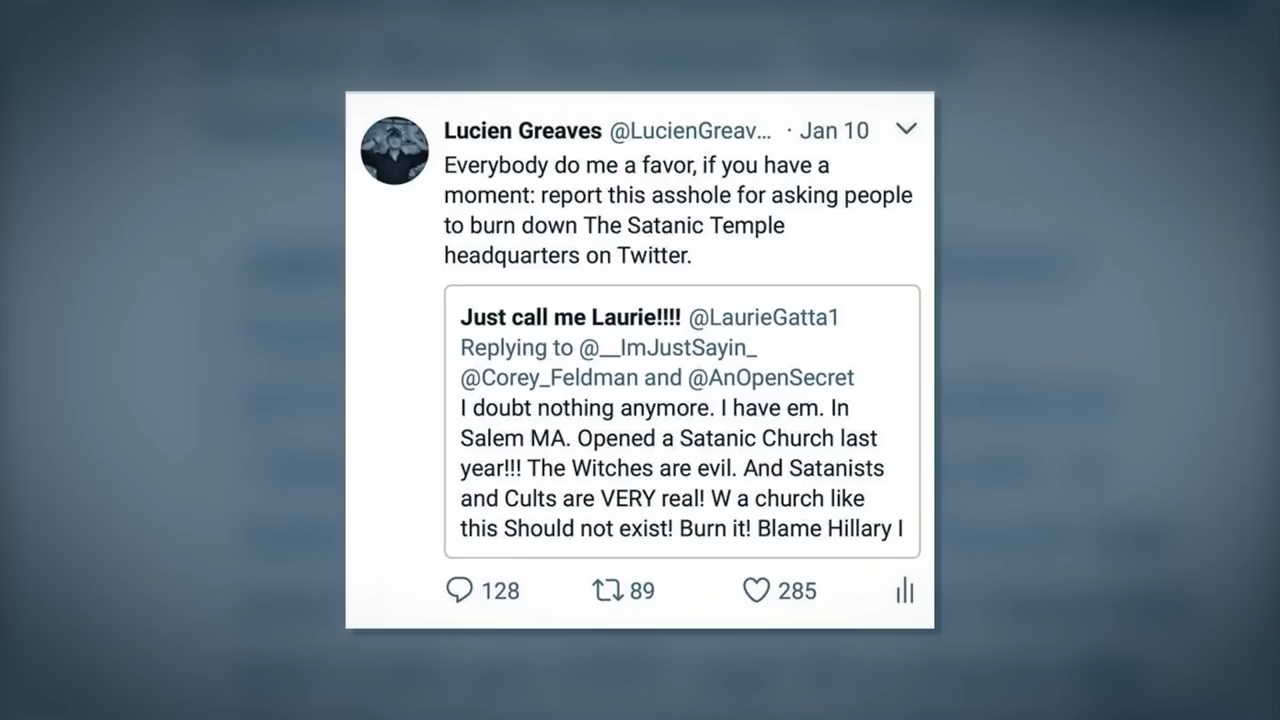 Lucien Greaves @LucienGreav... · Jan 10
Everybody do me a favor, if you have a
moment: report this asshole for asking people
to burn down The Satanic Temple
headquarters on Twitter.
Just call me Laurie!!!! @LaurieGatta1
Replying to @__ImJustSayin_
@Corey_Feldman and @AnOpenSecret
I doubt nothing anymore. I have em. In
Salem MA. Opened a Satanic Church last
year!!! The Witches are evil. And Satanists
and Cults are VERY real! W a church like
this Should not exist! Burn it! Blame Hillary I
128 89 285